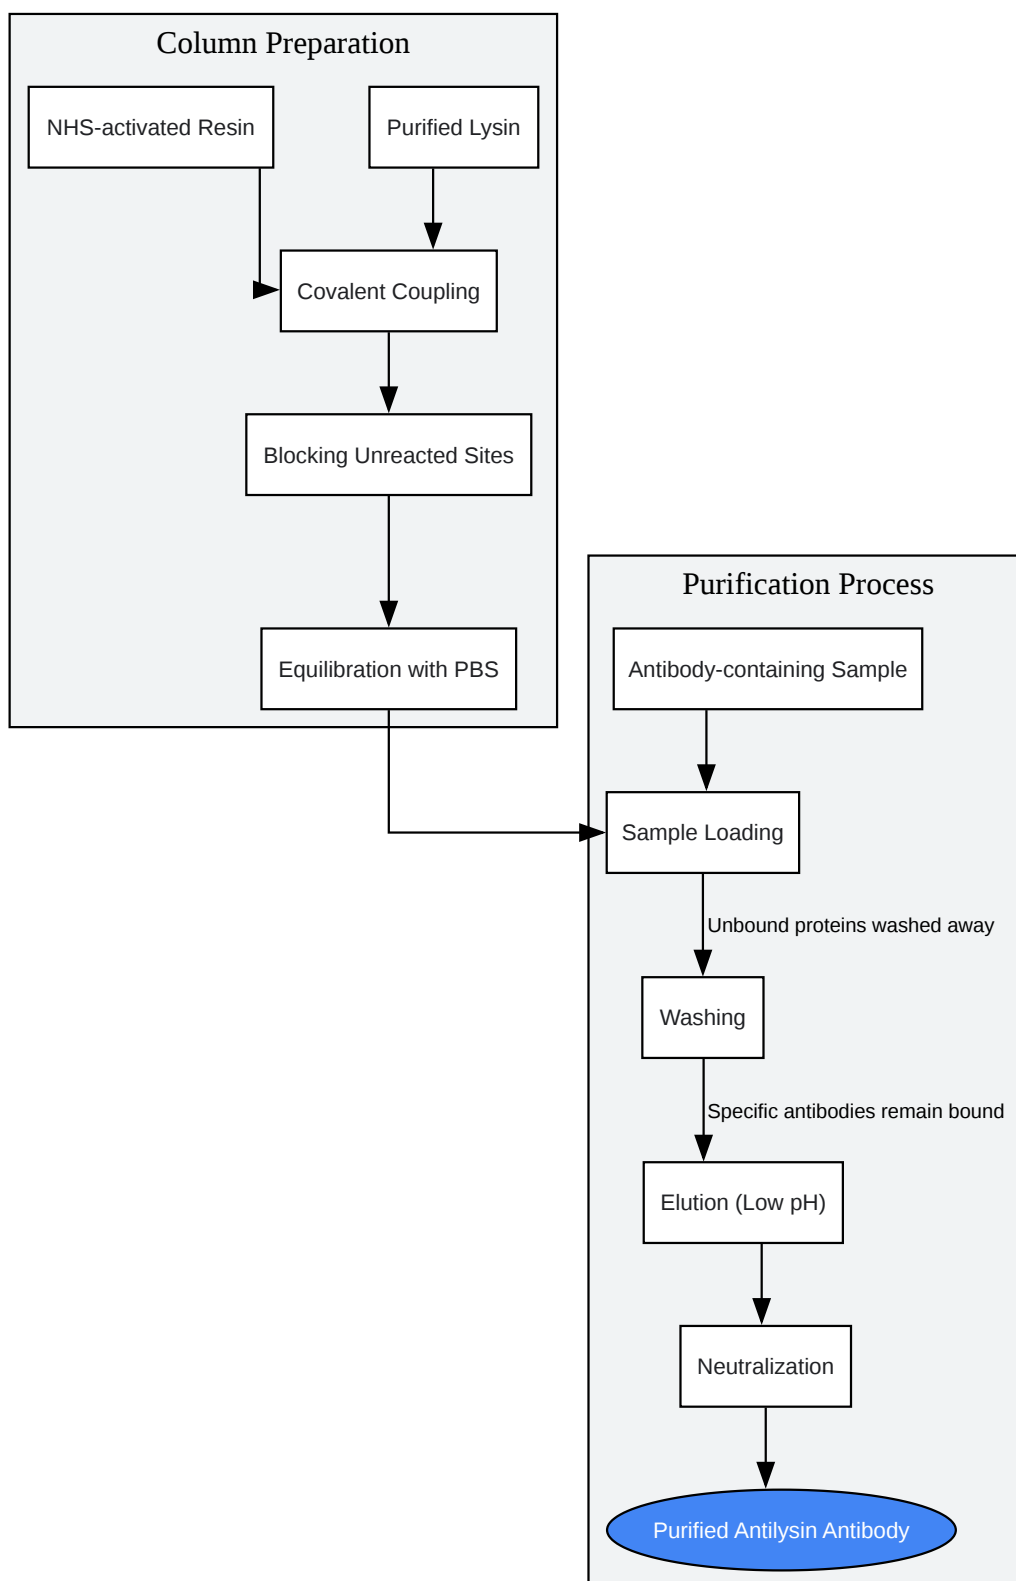 Column Preparation
NHS-activated Resin
Purified Lysin
Covalent Coupling
Blocking Unreacted Sites
Equilibration with PBS
Purification Process
Antibody-containing Sample
Sample Loading
Unbound proteins washed away
Washing
Specific antibodies remain bound
Elution (Low pH)
Neutralization
Purified Antilysin Antibody